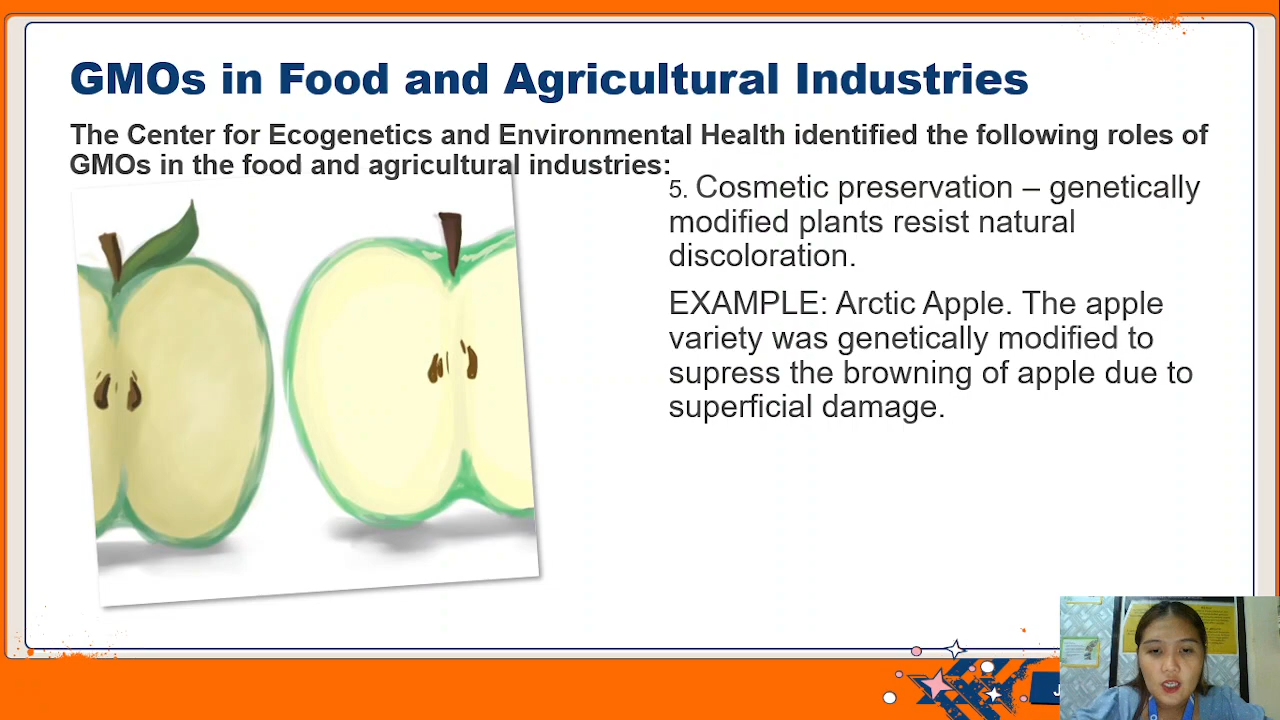 GMOs in Food and Agricultural Industries
The Center for Ecogenetics and Environmental Health identified the following roles of
GMOs in the food and agricultural industries:
5. Cosmetic preservation – genetically
modified plants resist natural
discoloration.
EXAMPLE: Arctic Apple. The apple
variety was genetically modified to
supress the browning of apple due to
superficial damage.